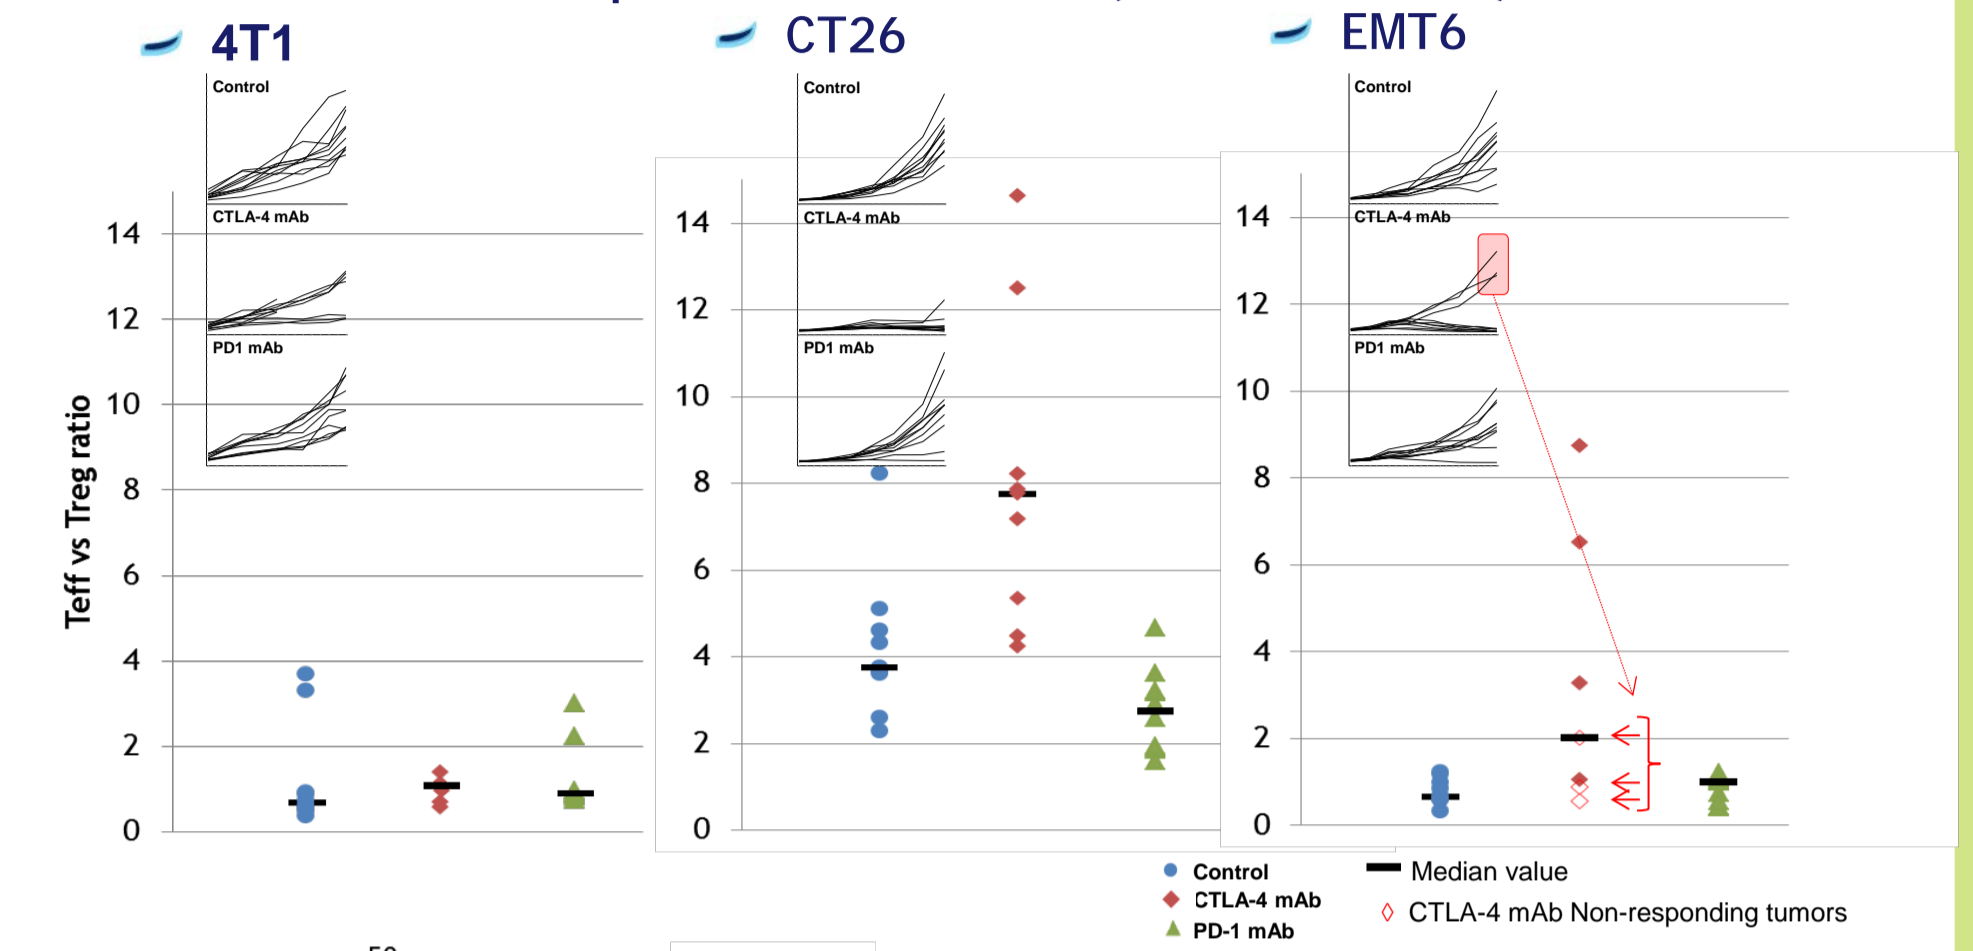 4T1
CT26
EMT6
Control
CTLA-4 mAb
PD1 mAb
Teff vs Treg ratio
14
12
10
8
6
4
2
0
Control
CTLA-4 mAb
PD1 mAb
14
12
10
8
6
4
2
0
Control
CTLA-4 mAb
PD1 mAb
14
12
10
8
6
4
2
0
Control
CTLA-4 mAb
PD-1 mAb
Median value
CTLA-4 mAb Non-responding tumors